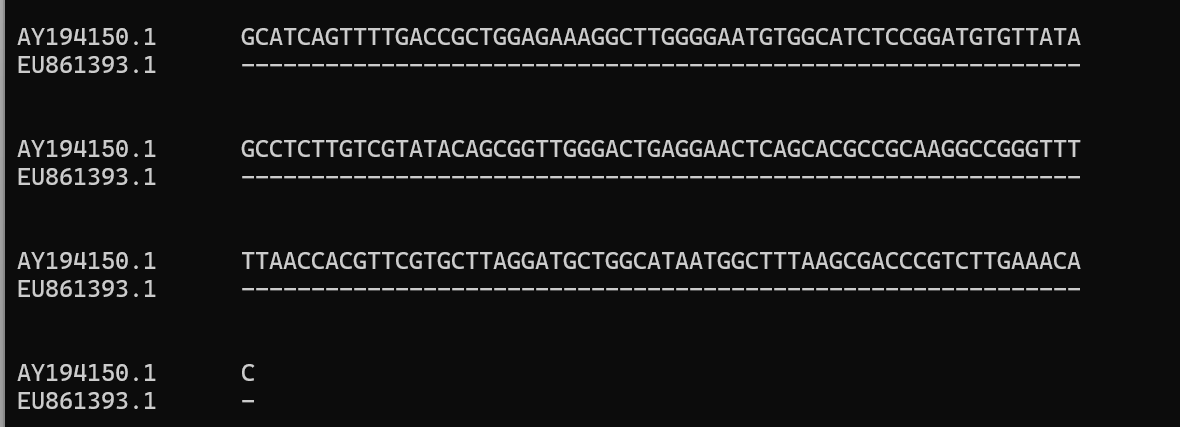 AY194150.1      GCATCAGTTTTGACCGCTGGAGAAAGGCTTGGGGAATGTGGCATCTCCGGATGTGTTATA
EU861393.1      ------------------------------------------------------------
AY194150.1      GCCTCTTGTCGTATACAGCGGTTGGGACTGAGGAACTCAGCACGCCGCAAGGCCGGGTTT
EU861393.1      ------------------------------------------------------------
AY194150.1      TTAACCACGTTCGTGCTTAGGATGCTGGCATAATGGCTTTAAGCGACCCGTCTTGAAACA
EU861393.1      ------------------------------------------------------------
AY194150.1      C
EU861393.1      -